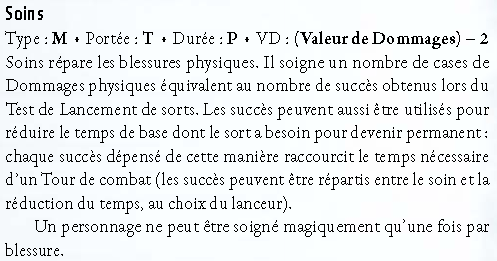 Soins
Type : M • Portée : T • Durée : P • VD : (Valeur de Dommages) – 2
Soins répare les blessures physiques. Il soigne un nombre de cases de
Dommages physiques équivalent au nombre de succès obtenus lors du
Test de Lancement de sorts. Les succès peuvent aussi être utilisés pour
réduire le temps de base dont le sort a besoin pour devenir permanent :
chaque succès dépensé de cette manière raccourcit le temps nécessaire
d'un Tour de combat (les succès peuvent être répartis entre le soin et la
réduction du temps, au choix du lanceur).
Un personnage ne peut être soigné magiquement qu'une fois par
blessure.